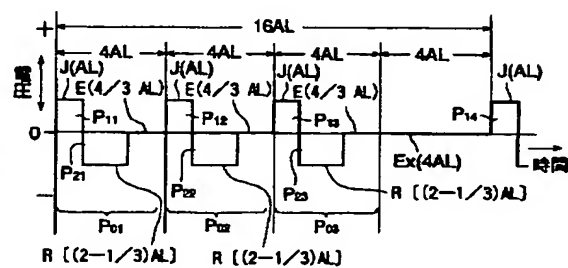 +
16AL
4AL 4AL 4AL 4AL
J(AL) J(AL) J(AL) J(AL)
E(4/3 AL) E(4/3 AL) E(4/3 AL)
P11 P12 P13 P14
0
P21 P22 P23
Ex(4AL)
時間
R [(2-1/3)AL]
−
P01 P02 P03
R [(2-1/3)AL] R [(2-1/3)AL]